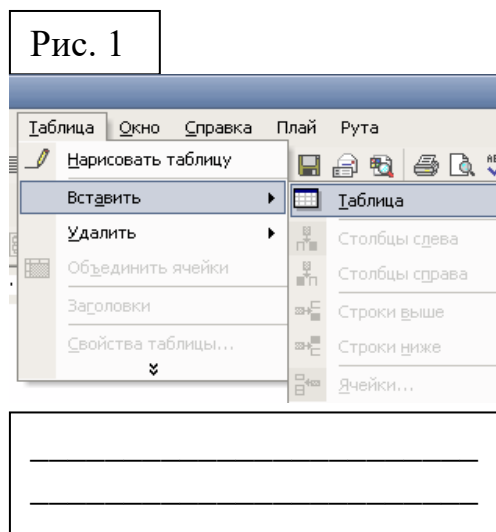 Рис. 1
Таблица Окно Справка Плай Рута
Нарисовать таблицу
Вставить
Таблица
Удалить
Столбцы слева
Объединить ячейки
Столбцы справа
Заголовки
Строки выше
Свойства таблицы...
Строки ниже
Ячейки...